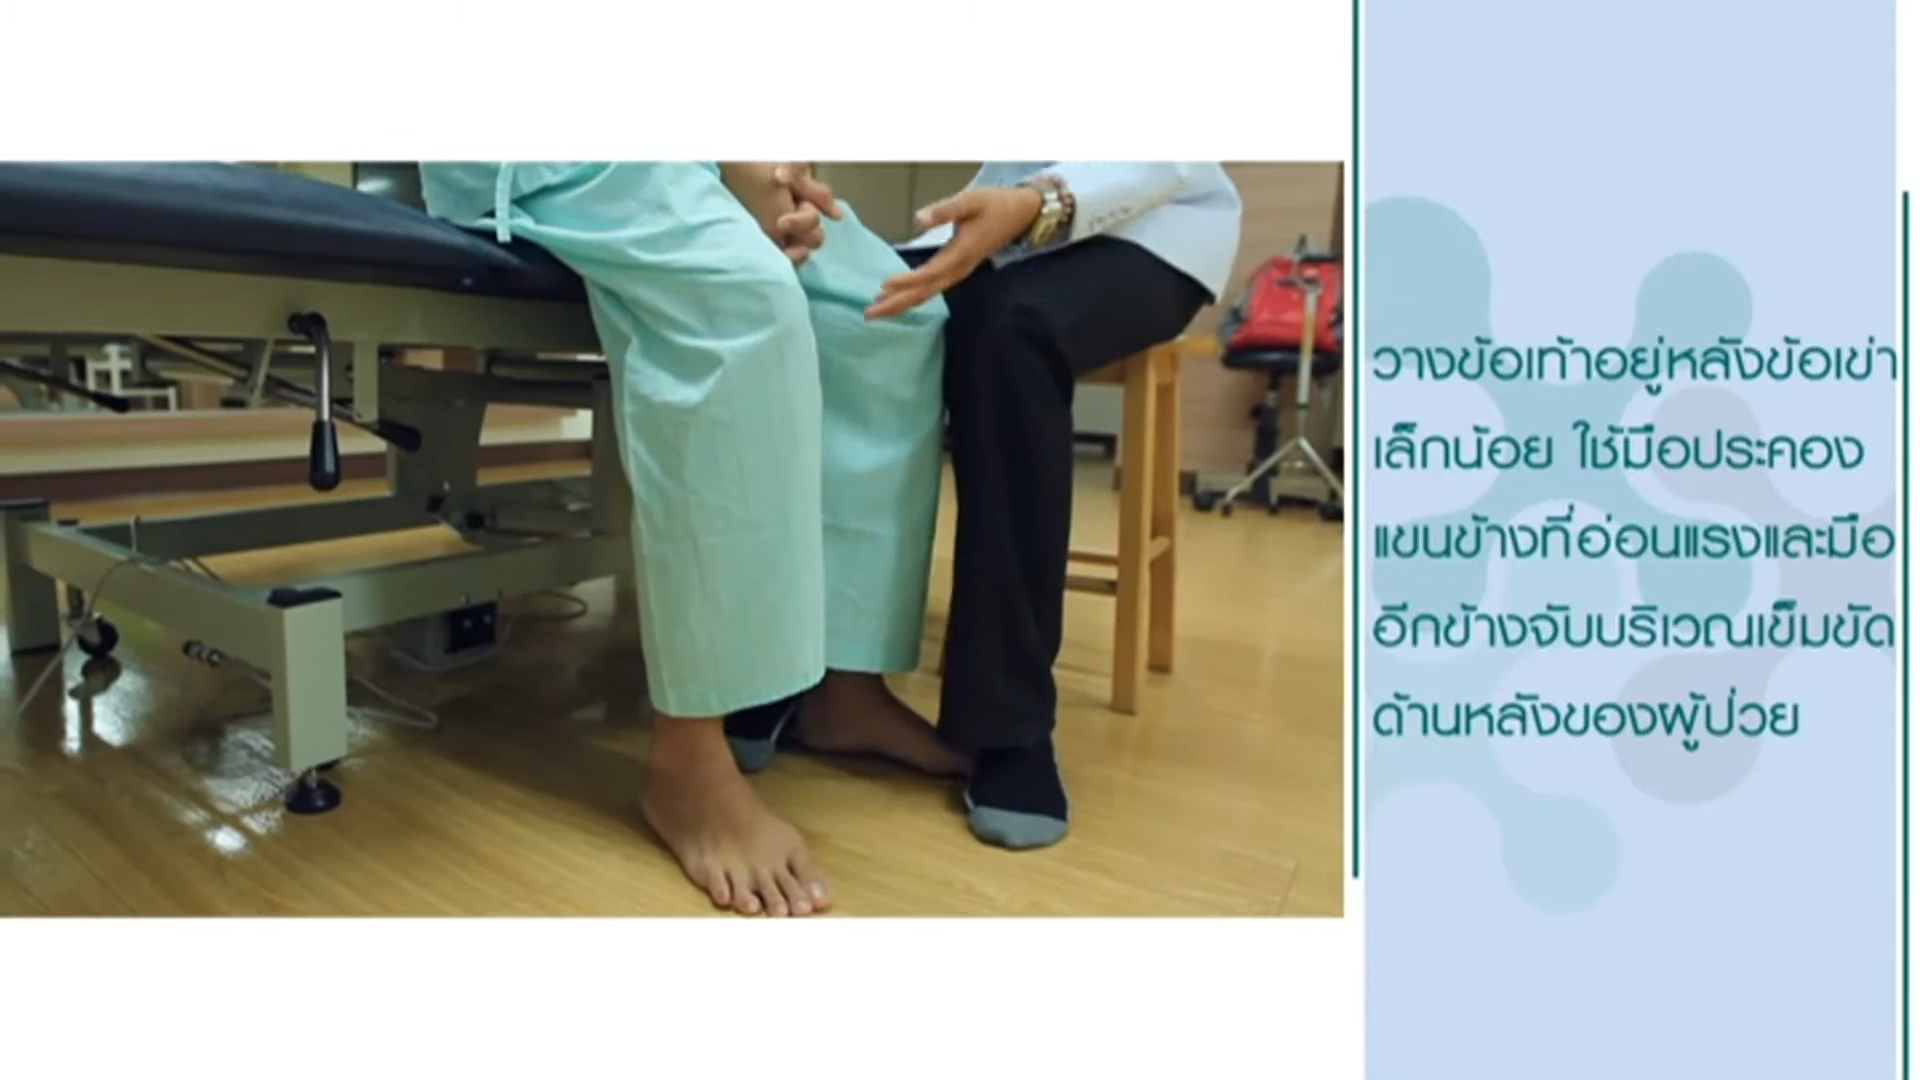 วางข้อเท้าอยู่หลังข้อเข่า
เล็กน้อย ใช้มือประคอง
แขนข้างที่อ่อนแรงและมือ
อีกข้างจับบริเวณเข็มขัด
ด้านหลังของผู้ป่วย